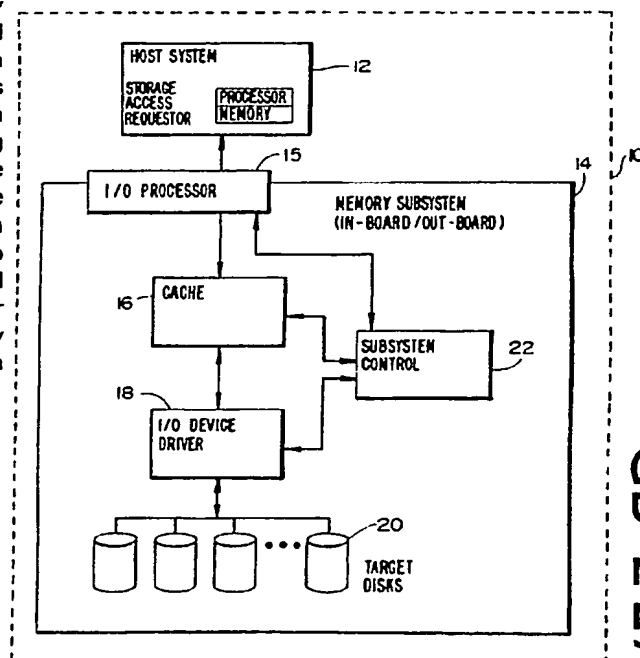 HOST SYSTEM
12
STORAGE
ACCESS
REQUESTOR
PROCESSOR
MEMORY
15
I/O PROCESSOR
14
10
MEMORY SUBSYSTEM
(IN-BOARD/OUT-BOARD)
16
CACHE
SUBSYSTEM
CONTROL
22
18
I/O DEVICE
DRIVER
20
TARGET
DISKS